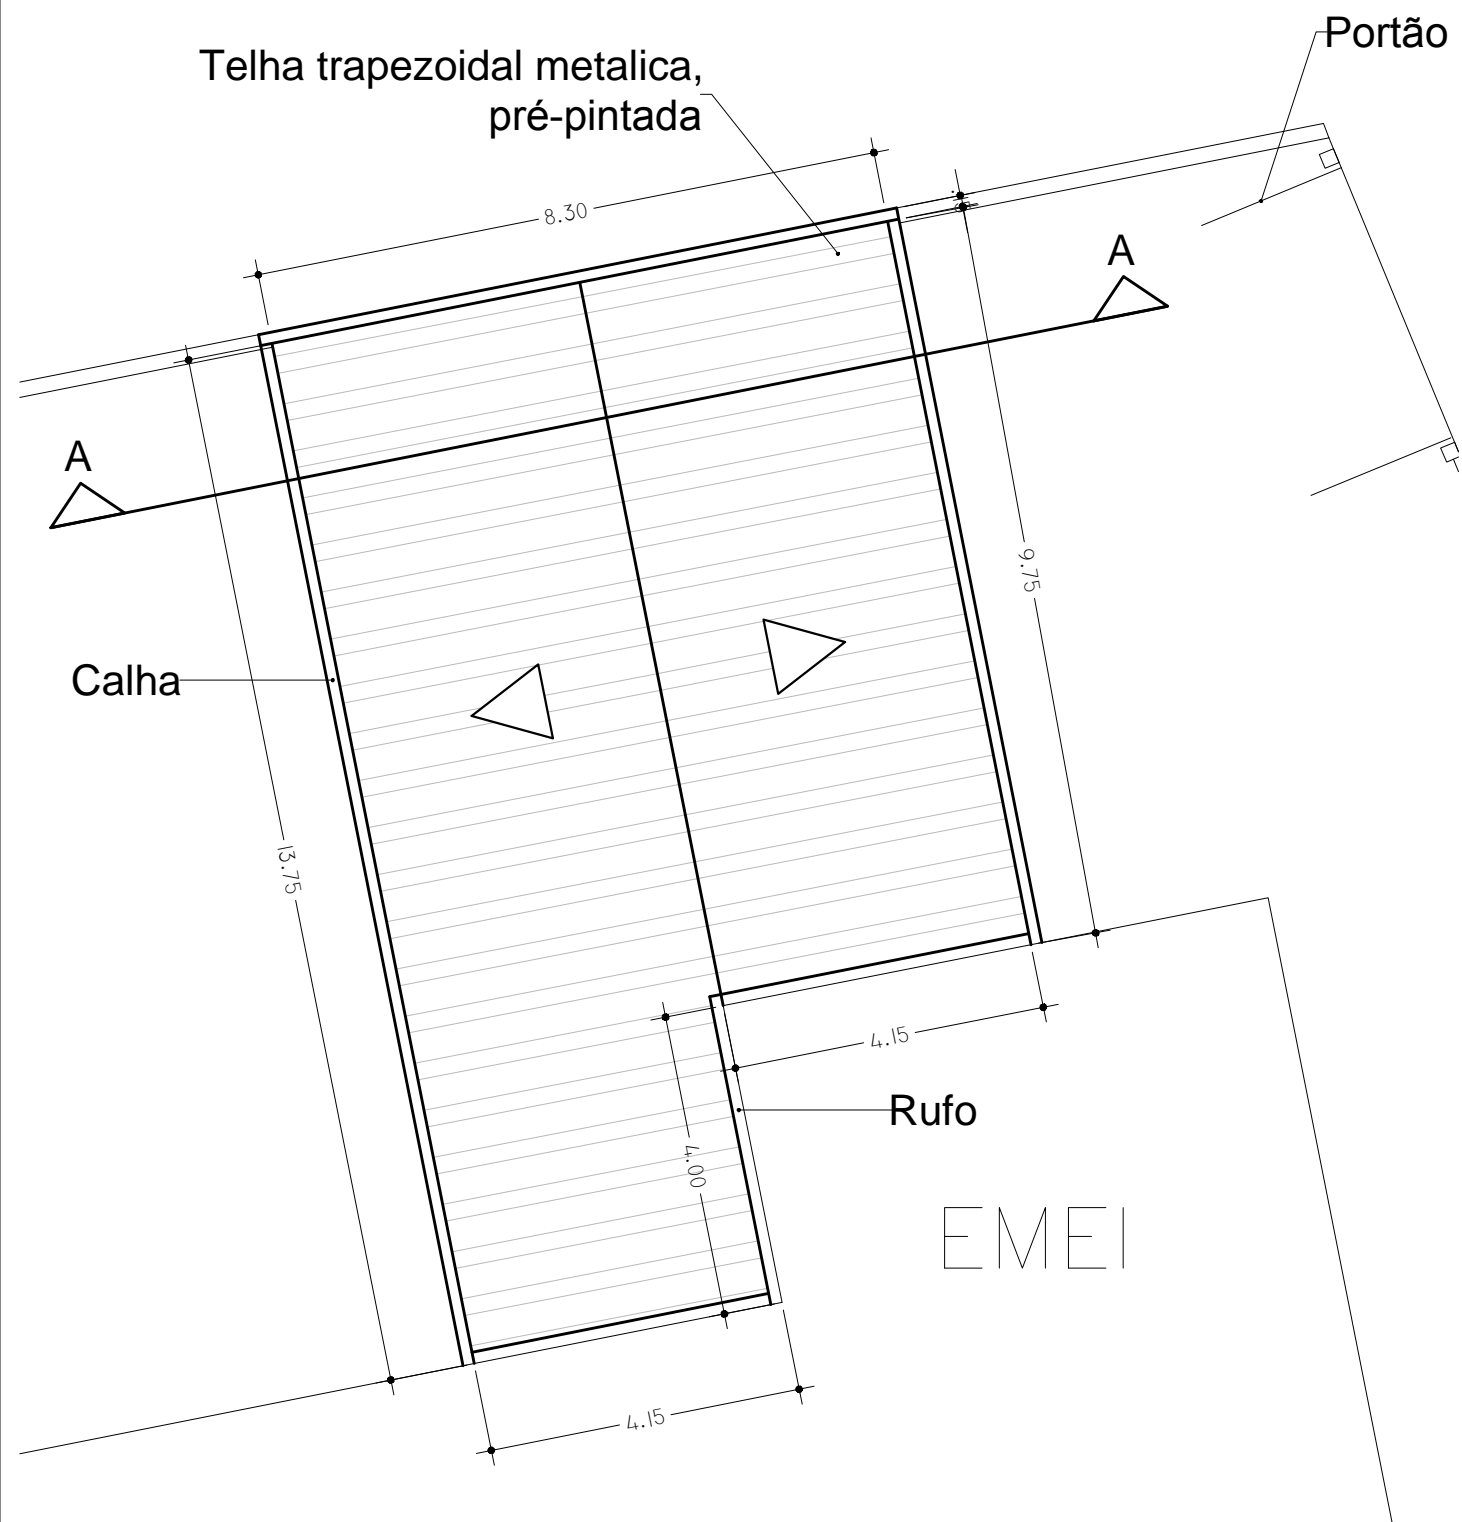 Portão
Telha trapezoidal metalica,
pré-pintada
8.30
A
A
9.75
Calha
13.75
4.15
Rufo
4.00
EMEI
4.15